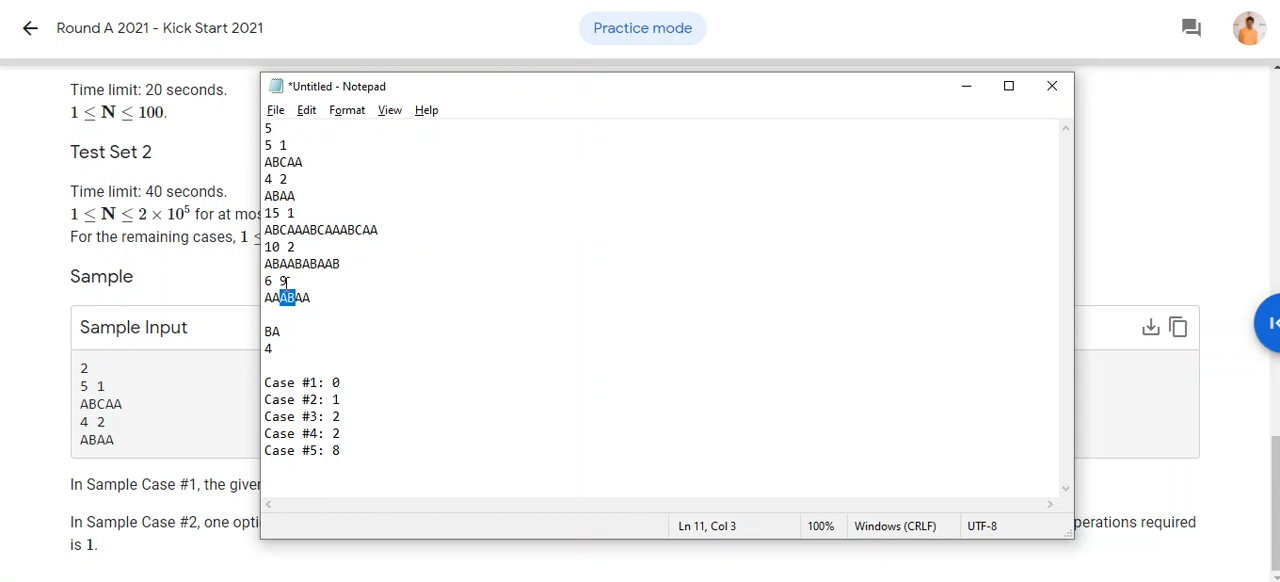 Round A 2021 - Kick Start 2021
Practice mode
Time limit: 20 seconds.
1 ≤ N ≤ 100.
Test Set 2
Time limit: 40 seconds.
1 ≤ N ≤ 2 × 10⁵ for at mos
For the remaining cases, 1 ≤
Sample
Sample Input
2
5 1
ABCAA
4 2
ABAA
In Sample Case #1, the given
In Sample Case #2, one opti
perations required
is 1.
*Untitled - Notepad
File Edit Format View Help
5
5 1
ABCAA
4 2
ABAA
15 1
ABCAAABCAAABCAA
10 2
ABAABABAAB
6 9
AAABAA
BA
4
Case #1: 0
Case #2: 1
Case #3: 2
Case #4: 2
Case #5: 8
Ln 11, Col 3 100% Windows (CRLF) UTF-8